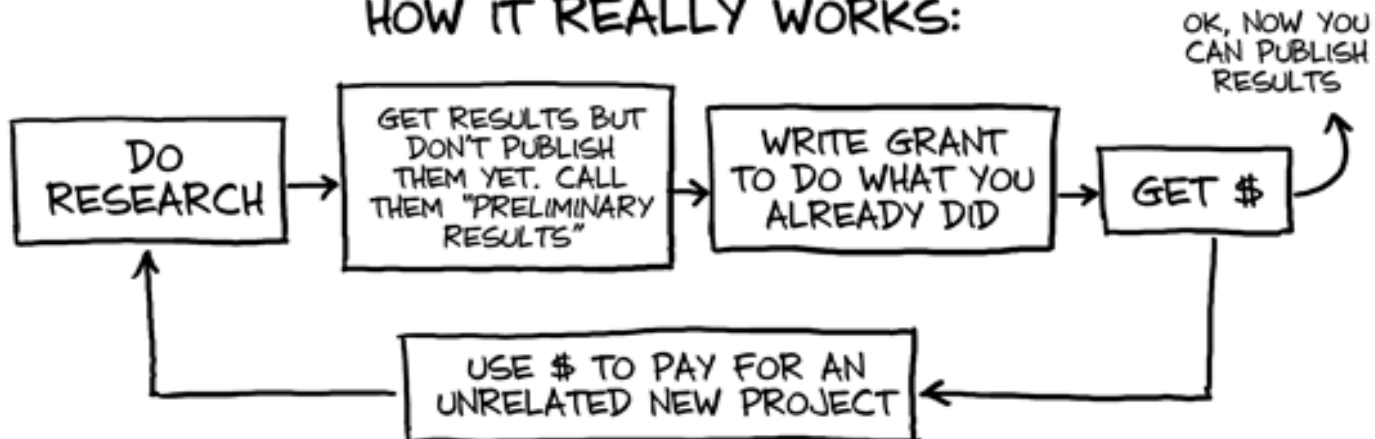 HOW IT REALLY WORKS:
OK, NOW YOU
CAN PUBLISH
RESULTS
DO
RESEARCH
GET RESULTS BUT
DON'T PUBLISH
THEM YET. CALL
THEM "PRELIMINARY
RESULTS"
WRITE GRANT
TO DO WHAT YOU
ALREADY DID
GET $
USE $ TO PAY FOR AN
UNRELATED NEW PROJECT